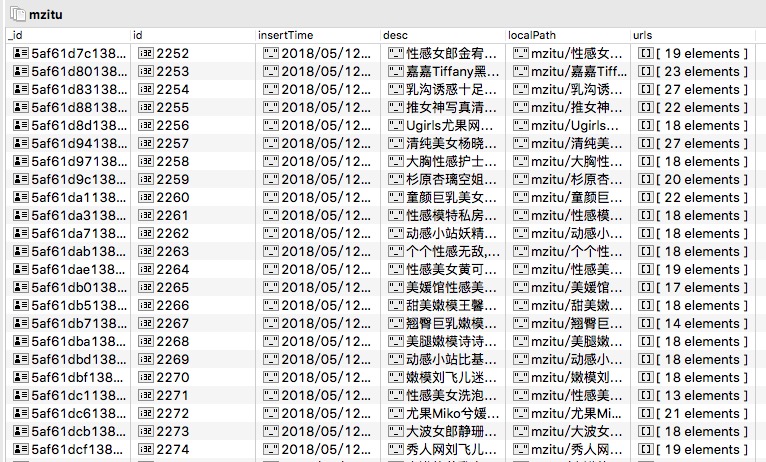 mzitu
_id id insertTime desc localPath urls
5af61d7c138... 2252 2018/05/12... 性感女郎金宥... mzitu/性感女... [ 19 elements ]
5af61d80138... 2253 2018/05/12... 嘉嘉Tiffany黑... mzitu/嘉嘉Tiff... [ 23 elements ]
5af61d83138... 2254 2018/05/12... 乳沟诱惑十足... mzitu/乳沟诱... [ 27 elements ]
5af61d88138... 2255 2018/05/12... 推女神写真清... mzitu/推女神... [ 22 elements ]
5af61d8d138... 2256 2018/05/12... Ugirls尤果网... mzitu/Ugirls... [ 18 elements ]
5af61d94138... 2257 2018/05/12... 清纯美女杨晓... mzitu/清纯美... [ 27 elements ]
5af61d97138... 2258 2018/05/12... 大胸性感护士... mzitu/大胸性... [ 18 elements ]
5af61d9c138... 2259 2018/05/12... 杉原杏璃空姐... mzitu/杉原杏... [ 20 elements ]
5af61da1138... 2260 2018/05/12... 童颜巨乳美女... mzitu/童颜巨... [ 22 elements ]
5af61da3138... 2261 2018/05/12... 性感模特私房... mzitu/性感模... [ 18 elements ]
5af61da7138... 2262 2018/05/12... 动感小站妖精... mzitu/动感小... [ 18 elements ]
5af61dab138... 2263 2018/05/12... 个个性感无敌,... mzitu/个个性... [ 18 elements ]
5af61dae138... 2264 2018/05/12... 性感美女黄可... mzitu/性感美... [ 19 elements ]
5af61db0138... 2265 2018/05/12... 美媛馆性感美... mzitu/美媛馆... [ 17 elements ]
5af61db5138... 2266 2018/05/12... 甜美嫩模王馨... mzitu/甜美嫩... [ 18 elements ]
5af61db7138... 2267 2018/05/12... 翘臀巨乳嫩模... mzitu/翘臀巨... [ 14 elements ]
5af61dba138... 2268 2018/05/12... 美腿嫩模诗诗... mzitu/美腿嫩... [ 18 elements ]
5af61dbd138... 2269 2018/05/12... 动感小站比基... mzitu/动感小... [ 18 elements ]
5af61dbf138... 2270 2018/05/12... 嫩模刘飞儿迷... mzitu/嫩模刘... [ 18 elements ]
5af61dc1138... 2271 2018/05/12... 性感美女洗泡... mzitu/性感美... [ 13 elements ]
5af61dc6138... 2272 2018/05/12... 尤果Miko兮媛... mzitu/尤果Mi... [ 21 elements ]
5af61dcb138... 2273 2018/05/12... 大波女郎静珊... mzitu/大波女... [ 18 elements ]
5af61dcf138... 2274 2018/05/12... 秀人网刘飞儿... mzitu/秀人网... [ 19 elements ]